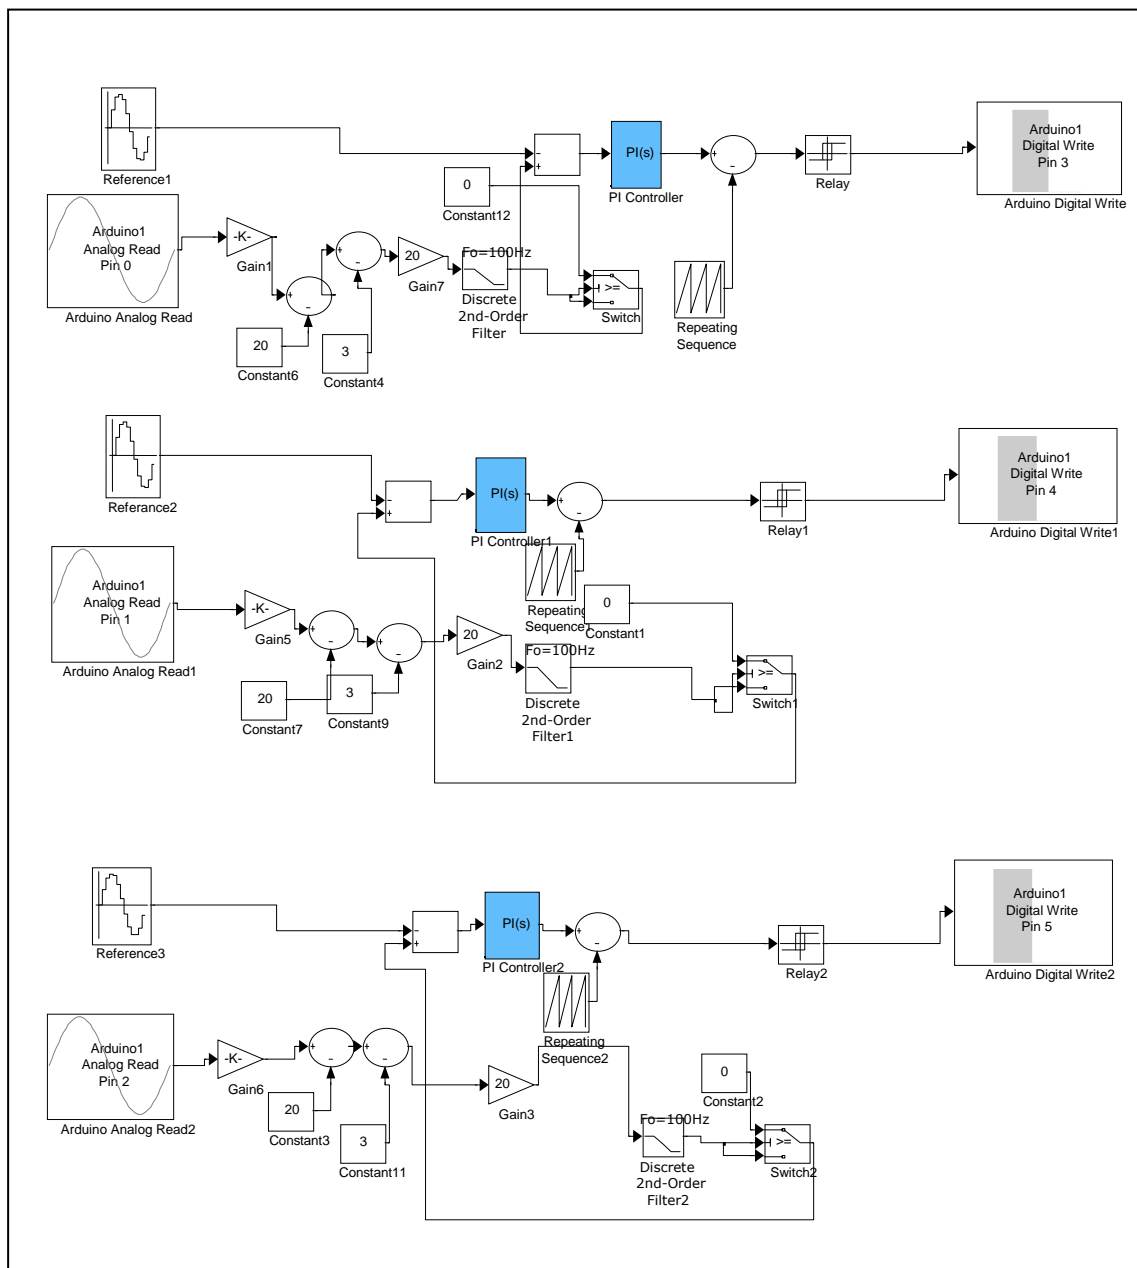 Reference1
Arduino1
Analog Read
Pin 0
Arduino Analog Read
-K-
Gain1
+
-
20
Constant6
+
-
3
Constant4
20
Gain7
Fo=100Hz
Discrete
2nd-Order
Filter
0
Constant12
>=
Switch
-
+
PI(s)
PI Controller
+
-
Repeating
Sequence
Relay
Arduino1
Digital Write
Pin 3
Arduino Digital Write
Referance2
Arduino1
Analog Read
Pin 1
Arduino Analog Read1
-K-
Gain5
+
-
20
Constant7
+
-
3
Constant9
20
Gain2
Fo=100Hz
Discrete
2nd-Order
Filter1
0
Constant1
>=
Switch1
-
+
PI(s)
PI Controller1
+
-
Repeating
Sequence1
Relay1
Arduino1
Digital Write
Pin 4
Arduino Digital Write1
Reference3
Arduino1
Analog Read
Pin 2
Arduino Analog Read2
-K-
Gain6
+
-
20
Constant3
+
-
3
Constant11
20
Gain3
Fo=100Hz
Discrete
2nd-Order
Filter2
0
Constant2
>=
Switch2
-
+
PI(s)
PI Controller2
+
-
Repeating
Sequence2
Relay2
Arduino1
Digital Write
Pin 5
Arduino Digital Write2